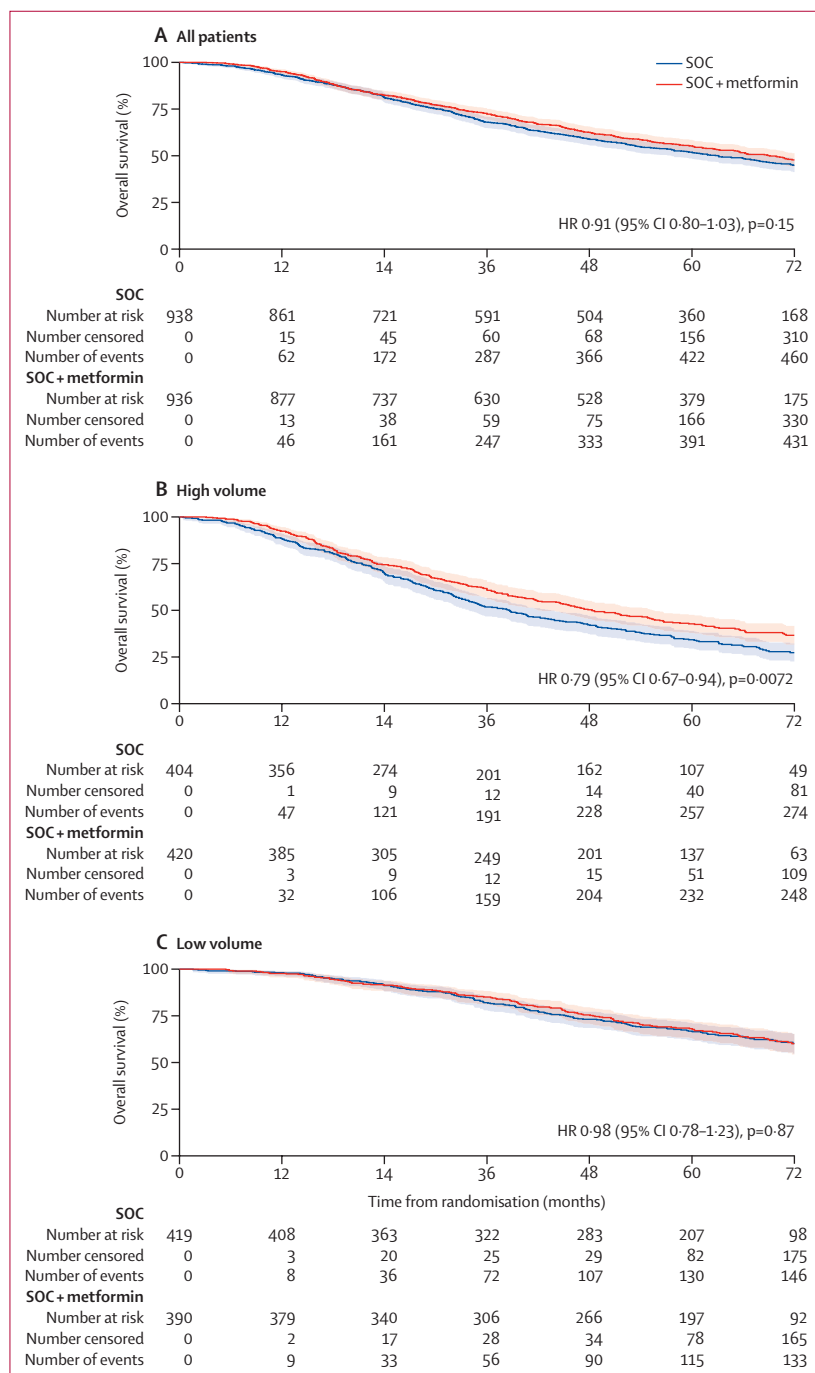 A All patients
SOC
SOC + metformin
100
75
50
25
0
Overall survival (%)
HR 0·91 (95% CI 0·80–1·03), p=0·15
0 12 14 36 48 60 72
SOC
Number at risk 938 861 721 591 504 360 168
Number censored 0 15 45 60 68 156 310
Number of events 0 62 172 287 366 422 460
SOC + metformin
Number at risk 936 877 737 630 528 379 175
Number censored 0 13 38 59 75 166 330
Number of events 0 46 161 247 333 391 431
B High volume
100
75
50
25
0
Overall survival (%)
HR 0·79 (95% CI 0·67–0·94), p=0·0072
0 12 14 36 48 60 72
SOC
Number at risk 404 356 274 201 162 107 49
Number censored 0 1 9 12 14 40 81
Number of events 0 47 121 191 228 257 274
SOC + metformin
Number at risk 420 385 305 249 201 137 63
Number censored 0 3 9 12 15 51 109
Number of events 0 32 106 159 204 232 248
C Low volume
100
75
50
25
0
Overall survival (%)
HR 0·98 (95% CI 0·78–1·23), p=0·87
0 12 14 36 48 60 72
Time from randomisation (months)
SOC
Number at risk 419 408 363 322 283 207 98
Number censored 0 3 20 25 29 82 175
Number of events 0 8 36 72 107 130 146
SOC + metformin
Number at risk 390 379 340 306 266 197 92
Number censored 0 2 17 28 34 78 165
Number of events 0 9 33 56 90 115 133